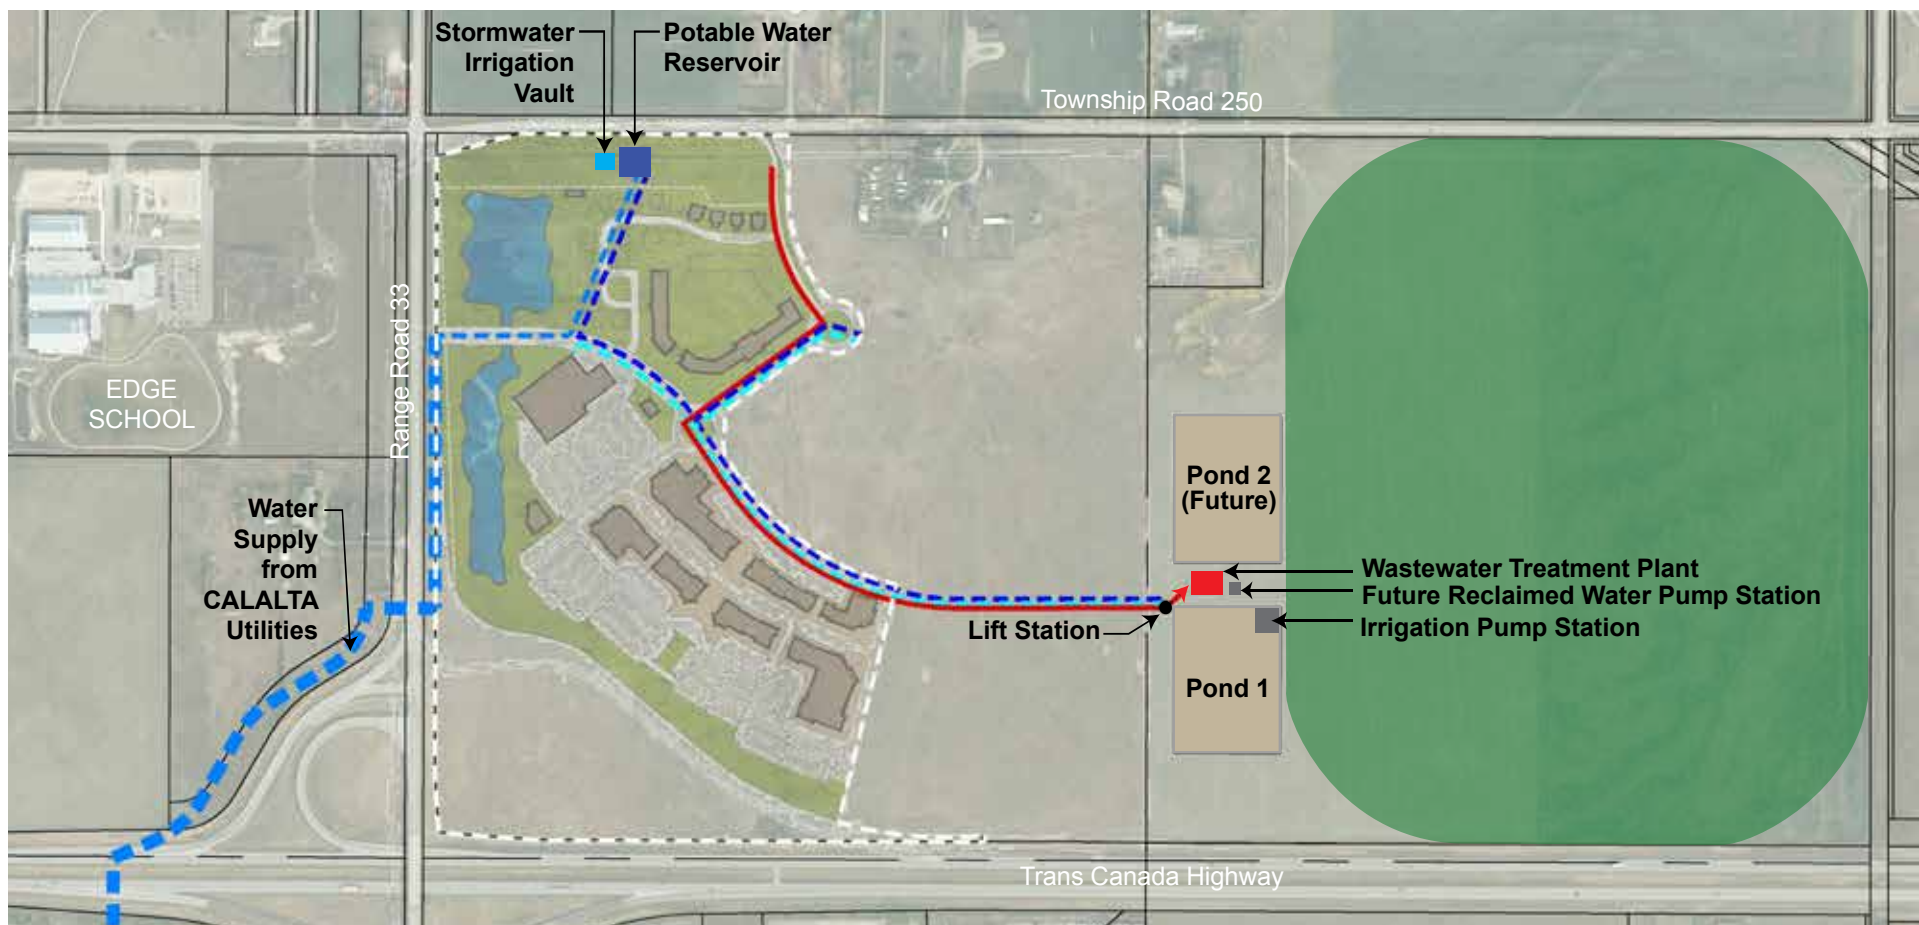 Stormwater
Irrigation
Vault
Potable Water
Reservoir
Township Road 250
EDGE
SCHOOL
Range Road 33
Water
Supply
from
CALALTA
Utilities
Pond 2
(Future)
Wastewater Treatment Plant
Future Reclaimed Water Pump Station
Irrigation Pump Station
Lift Station
Pond 1
Trans Canada Highway